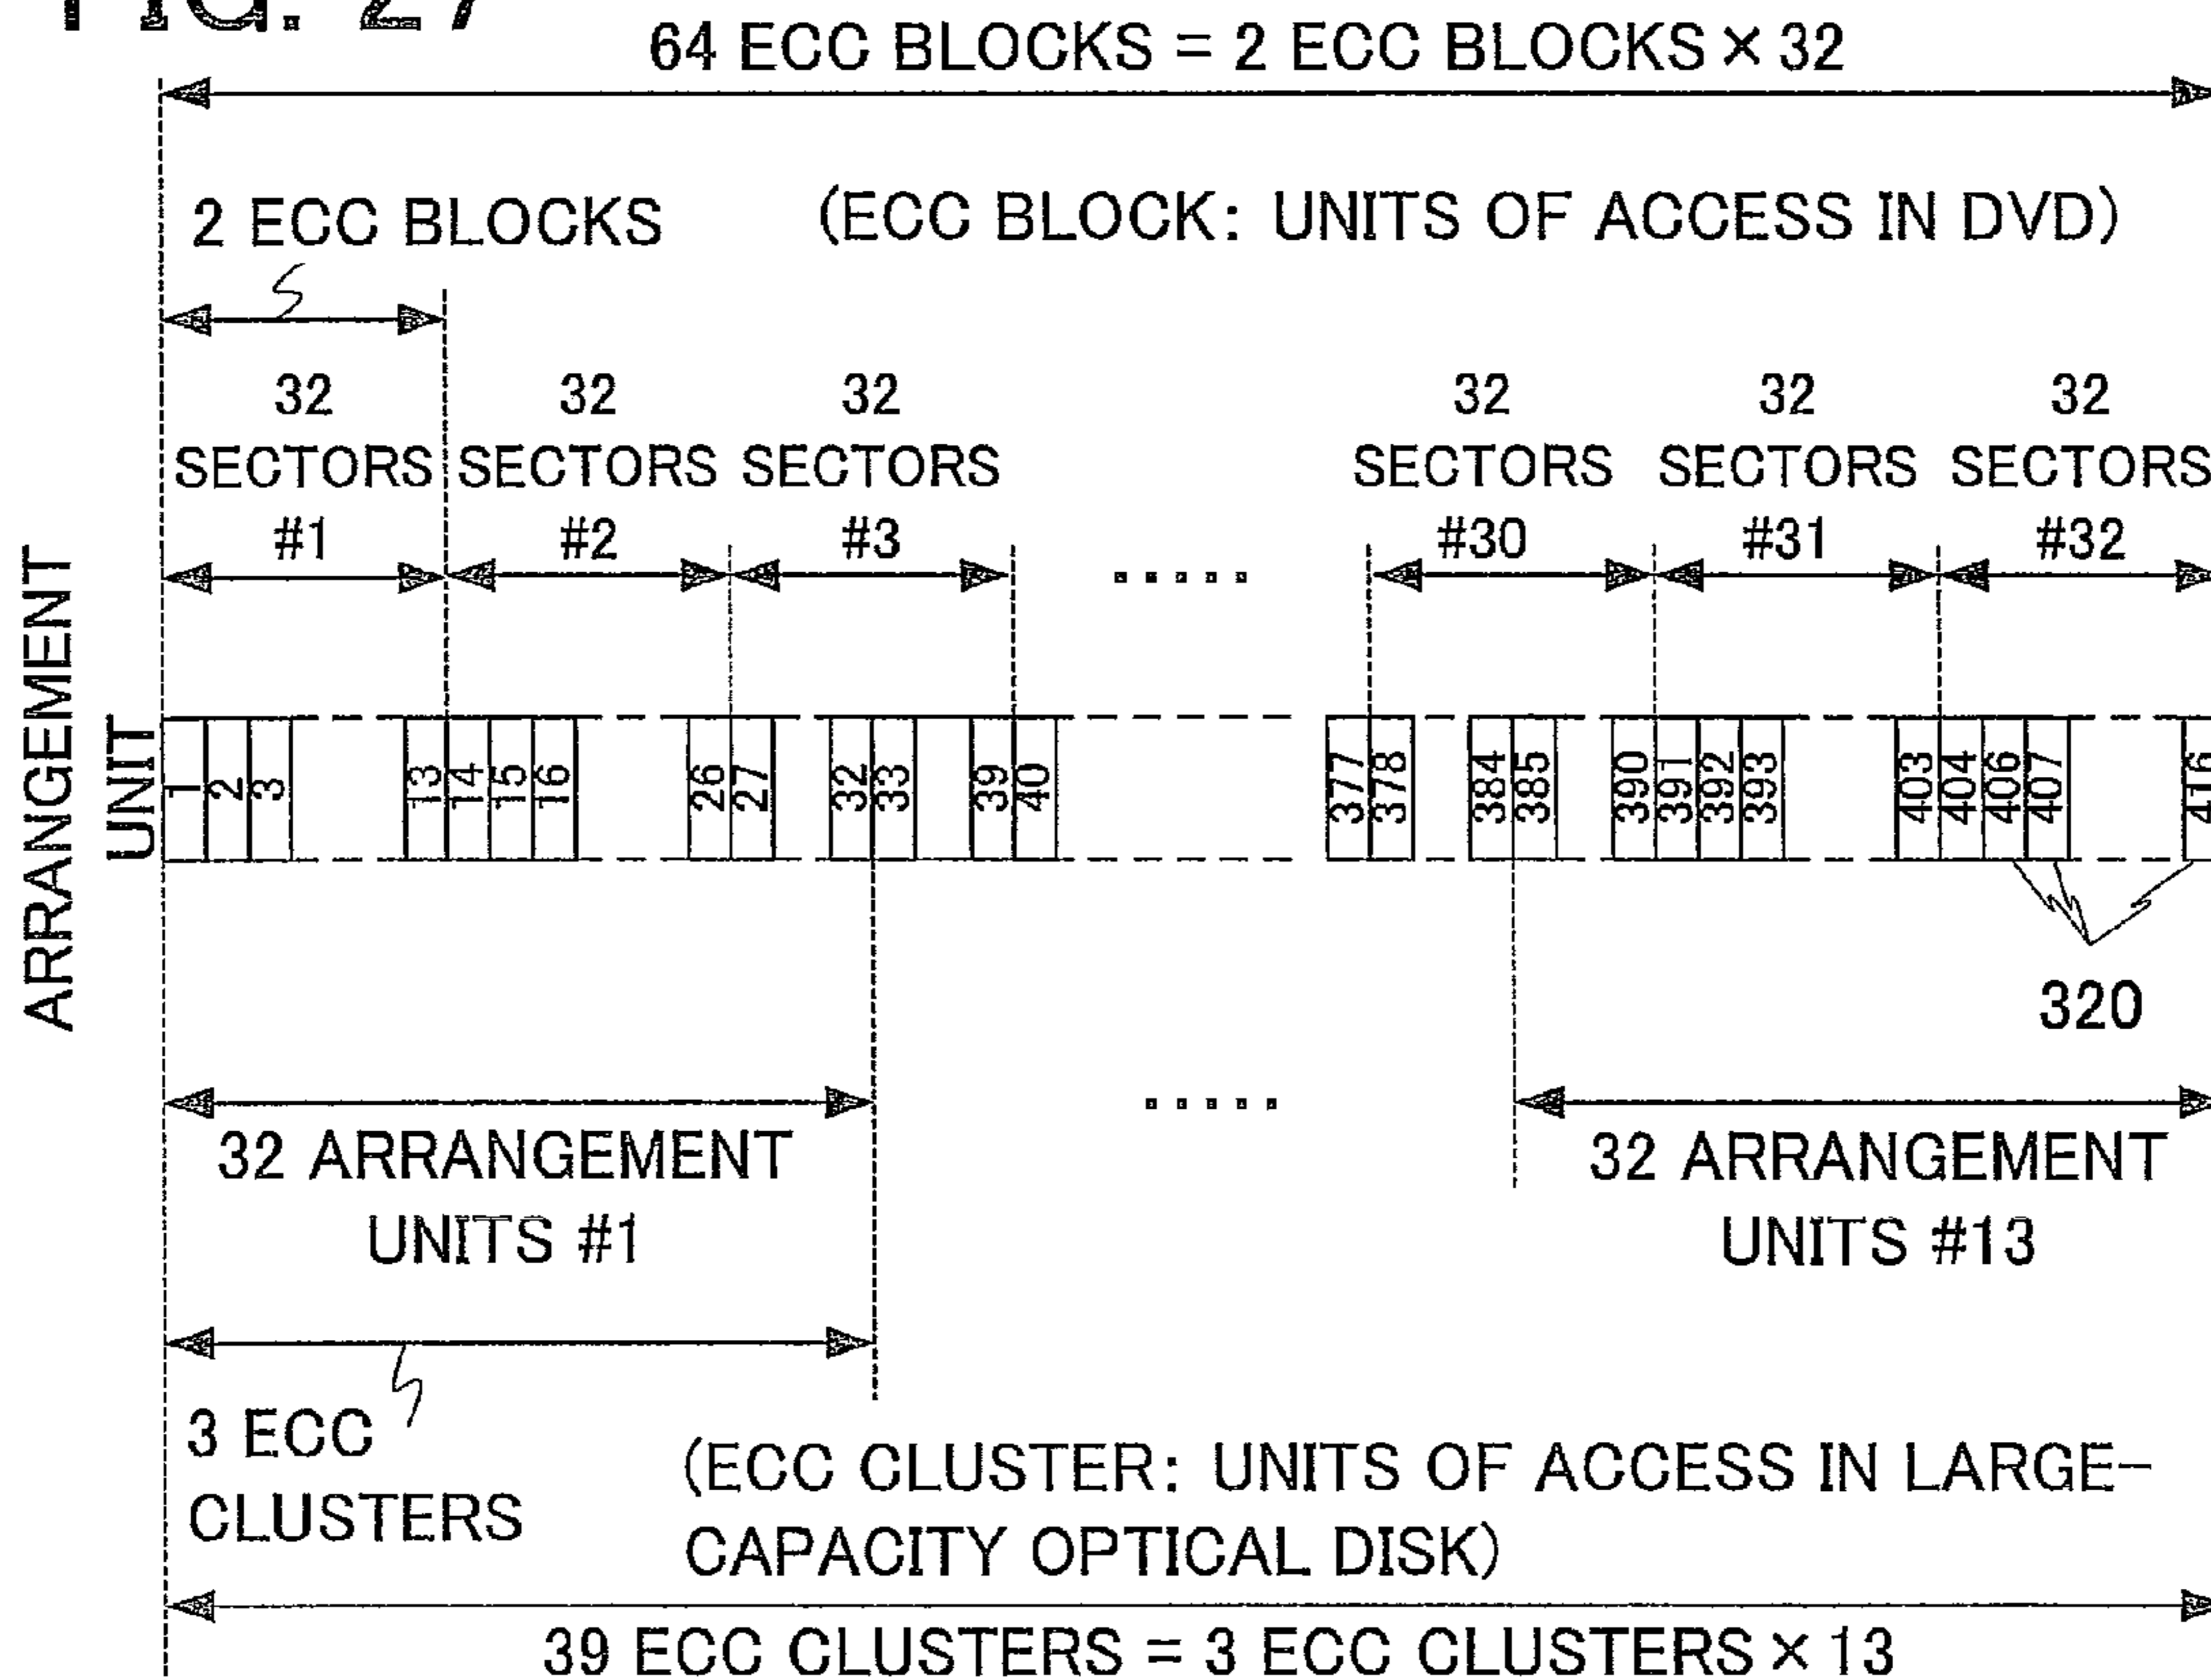 FIG. 27
64 ECC BLOCKS = 2 ECC BLOCKS × 32
2 ECC BLOCKS
(ECC BLOCK: UNITS OF ACCESS IN DVD)
32 SECTORS #1
32 SECTORS #2
32 SECTORS #3
.....
32 SECTORS #30
32 SECTORS #31
32 SECTORS #32
ARRANGEMENT UNIT
1 2 3 13 14 15 16 26 27 32 33 39 40 377 378 384 385 390 391 392 393 403 404 406 407 416
320
32 ARRANGEMENT
UNITS #1
.....
32 ARRANGEMENT
UNITS #13
3 ECC
CLUSTERS
(ECC CLUSTER: UNITS OF ACCESS IN LARGE-
CAPACITY OPTICAL DISK)
39 ECC CLUSTERS = 3 ECC CLUSTERS × 13